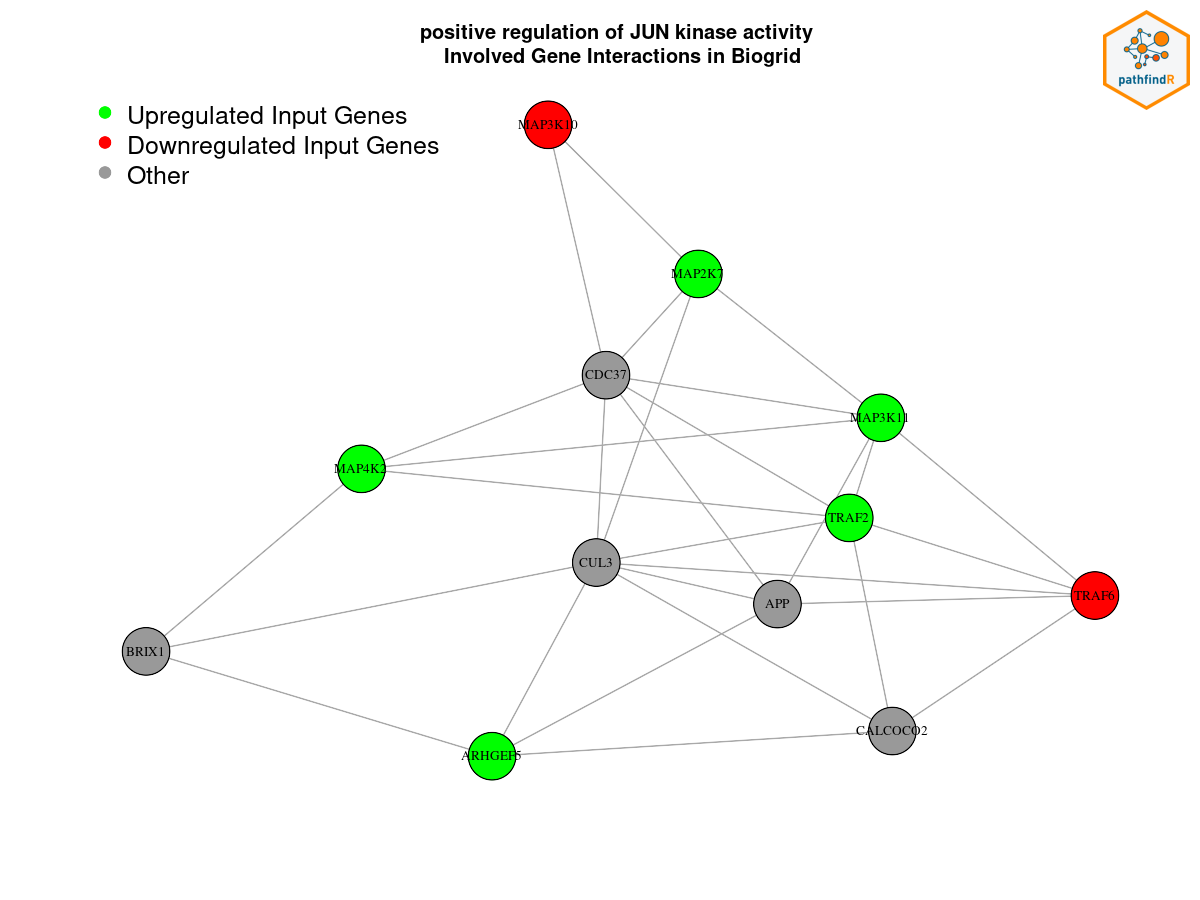 positive regulation of JUN kinase activity
Involved Gene Interactions in Biogrid
pathfindR
Upregulated Input Genes
Downregulated Input Genes
Other
MAP3K10
MAP2K7
CDC37
MAP3K11
MAP4K2
TRAF2
CUL3
APP
TRAF6
BRIX1
CALCOCO2
ARHGEF5